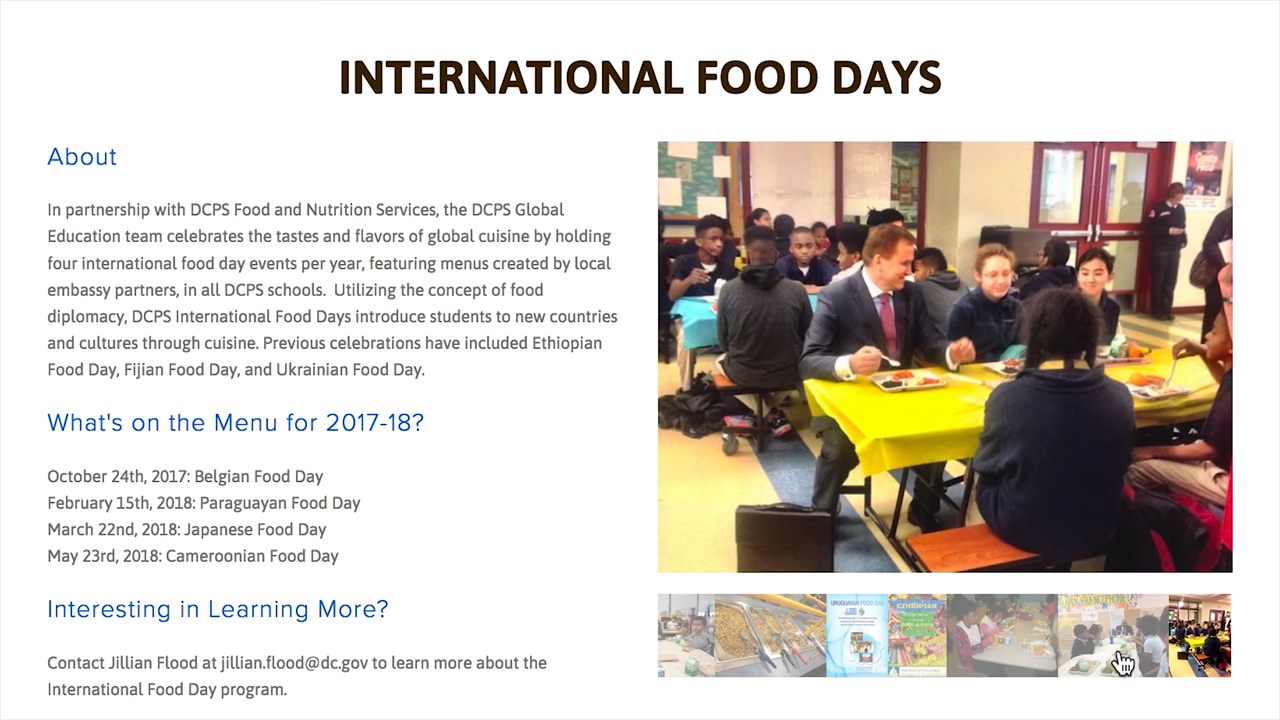 INTERNATIONAL FOOD DAYS
About
In partnership with DCPS Food and Nutrition Services, the DCPS Global
Education team celebrates the tastes and flavors of global cuisine by holding
four international food day events per year, featuring menus created by local
embassy partners, in all DCPS schools.  Utilizing the concept of food
diplomacy, DCPS International Food Days introduce students to new countries
and cultures through cuisine. Previous celebrations have included Ethiopian
Food Day, Fijian Food Day, and Ukrainian Food Day.
What's on the Menu for 2017-18?
October 24th, 2017: Belgian Food Day
February 15th, 2018: Paraguayan Food Day
March 22nd, 2018: Japanese Food Day
May 23rd, 2018: Cameroonian Food Day
Interesting in Learning More?
Contact Jillian Flood at jillian.flood@dc.gov to learn more about the
International Food Day program.
URUGUAYAN FOOD DAY
ETHIOPIAN